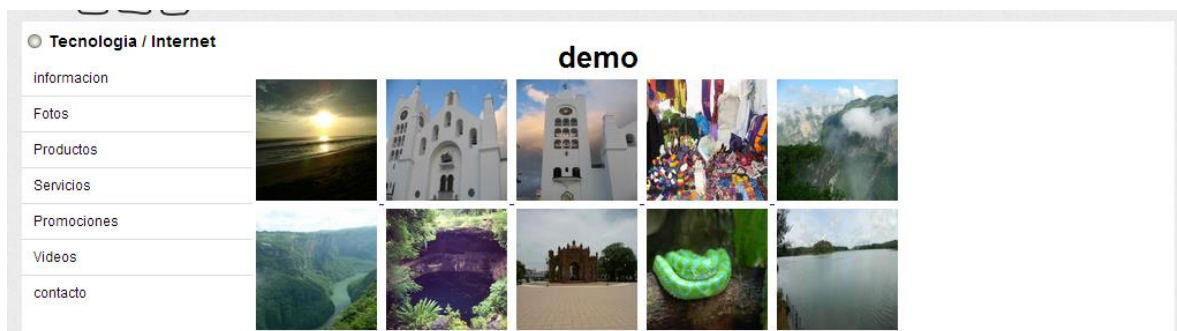 Tecnologia / Internet
informacion
Fotos
Productos
Servicios
Promociones
Videos
contacto
demo